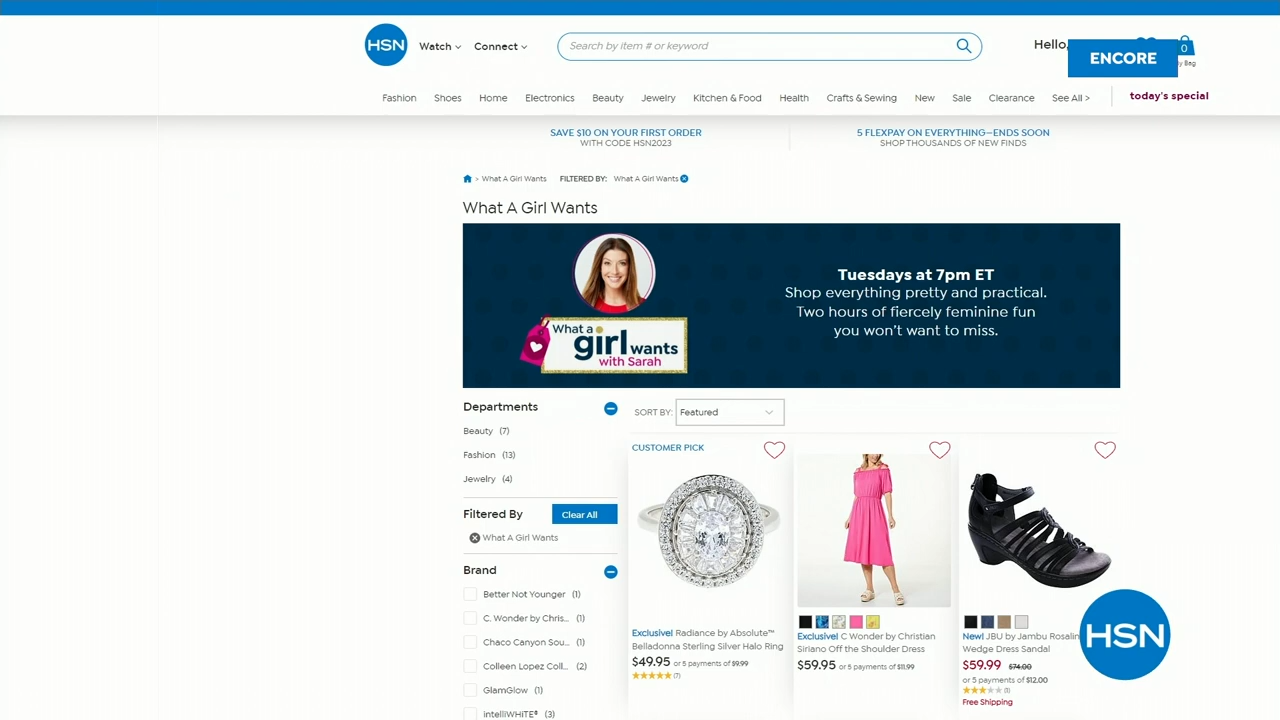 HSN
Watch
Connect
Search by item # or keyword
Hello,
0
ENCORE
Bag
Fashion
Shoes
Home
Electronics
Beauty
Jewelry
Kitchen & Food
Health
Crafts & Sewing
New
Sale
Clearance
See All >
today's special
SAVE $10 ON YOUR FIRST ORDER
WITH CODE HSN2023
5 FLEXPAY ON EVERYTHING—ENDS SOON
SHOP THOUSANDS OF NEW FINDS
> What A Girl Wants
FILTERED BY: What A Girl Wants
What A Girl Wants
What a
girl wants
with Sarah
Tuesdays at 7pm ET
Shop everything pretty and practical.
Two hours of fiercely feminine fun
you won't want to miss.
Departments
Beauty (7)
Fashion (13)
Jewelry (4)
Filtered By
Clear All
What A Girl Wants
Brand
Better Not Younger (1)
C. Wonder by Chris... (1)
Chaco Canyon Sou... (1)
Colleen Lopez Coll... (2)
GlamGlow (1)
intelliWHiTE® (3)
SORT BY: Featured
CUSTOMER PICK
Exclusive! Radiance by Absolute™
Belladonna Sterling Silver Halo Ring
$49.95 or 5 payments of $9.99
(7)
Exclusive! C Wonder by Christian
Siriano Off the Shoulder Dress
$59.95 or 5 payments of $11.99
New! JBU by Jambu Rosalin
Wedge Dress Sandal
$59.99 $74.00
or 5 payments of $12.00
Free Shipping
HSN